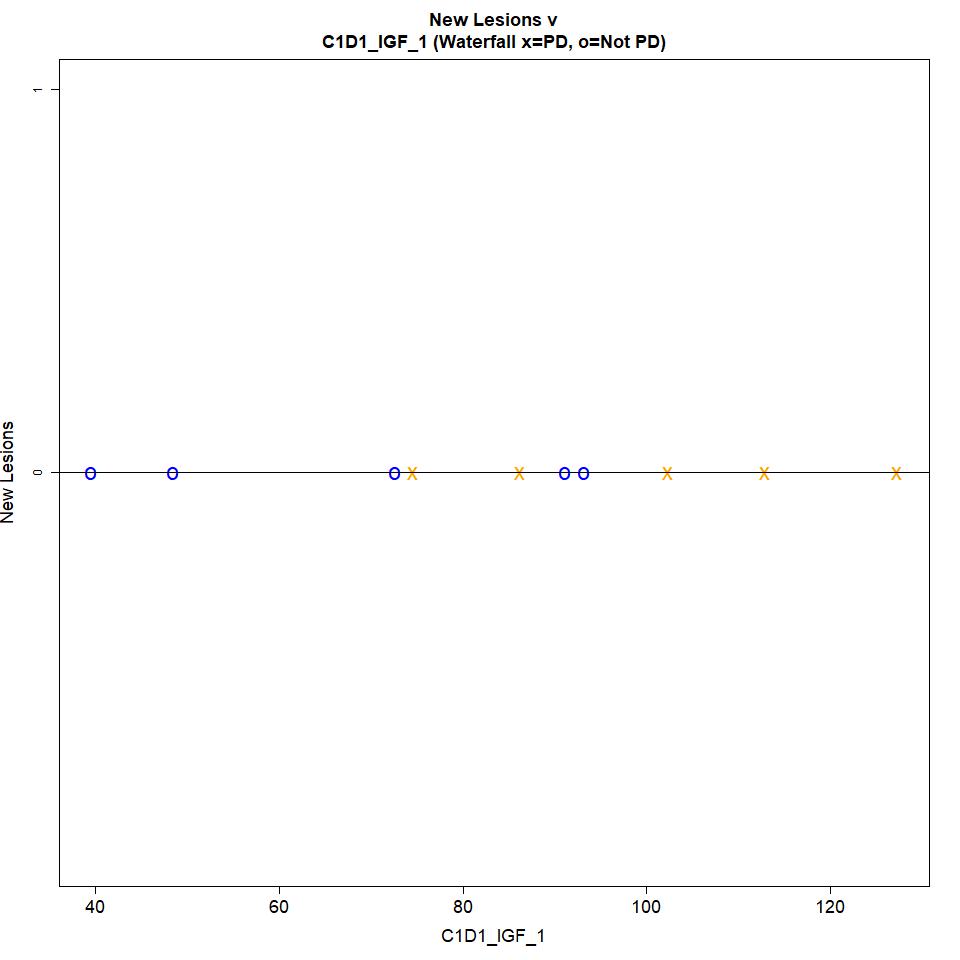 New Lesions v
C1D1_IGF_1 (Waterfall x=PD, o=Not PD)
1
0
New Lesions
o o o x x o o x x x
40 60 80 100 120
C1D1_IGF_1